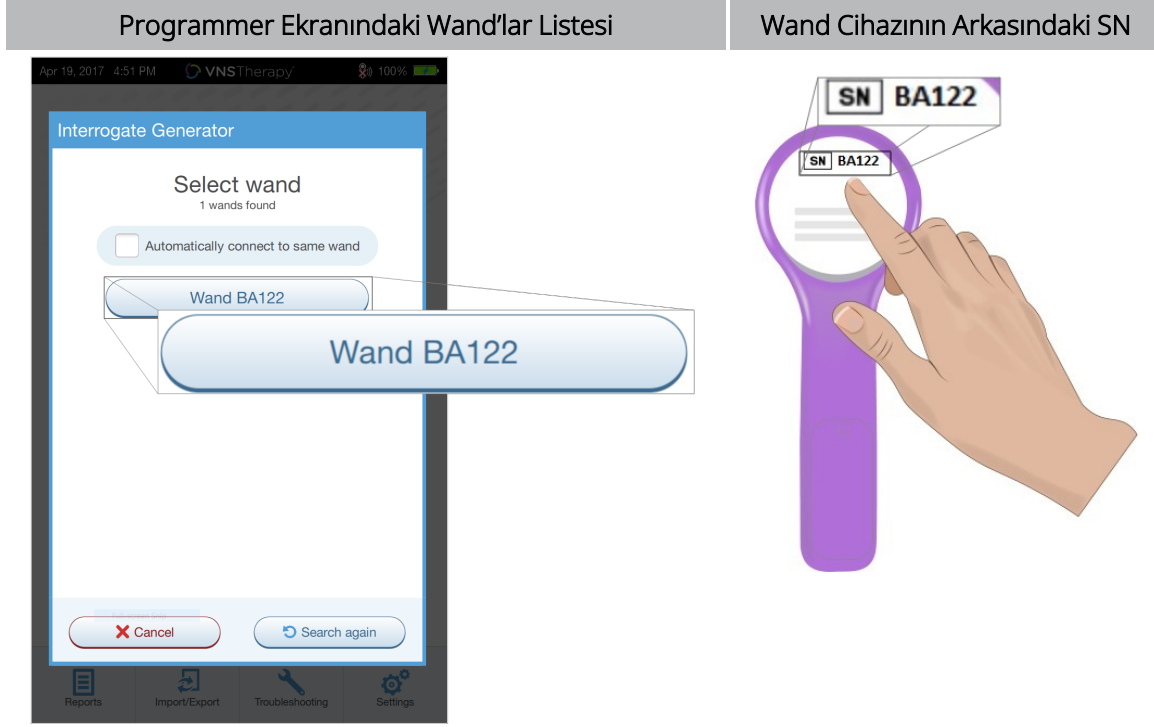 Programmer Ekranındaki Wand’lar Listesi
Wand Cihazının Arkasındaki SN
Apr 19, 2017 4:51 PM
VNSTherapy
100%
Interrogate Generator
Select wand
1 wands found
Automatically connect to same wand
Wand BA122
Wand BA122
Cancel
Search again
Reports
Import/Export
Troubleshooting
Settings
SN BA122
SN BA122